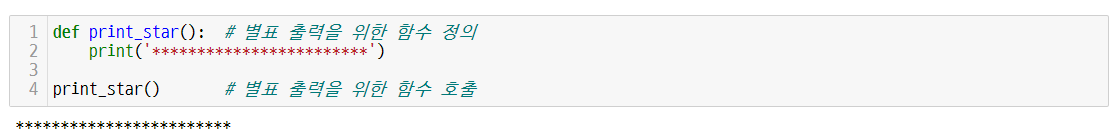 1 def print_star():  # 별표 출력을 위한 함수 정의
2     print('************************')
3
4 print_star()       # 별표 출력을 위한 함수 호출
************************